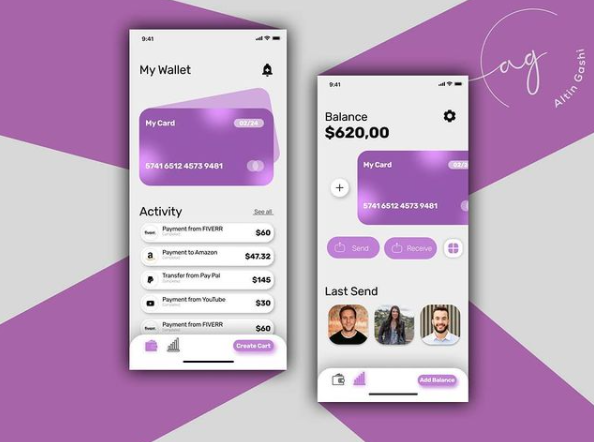 9:41
My Wallet
My Card
02/24
5741 6512 4573 9481
Activity
See all
fiverr.
Payment from FIVERR
Completed
$60
Payment to Amazon
Completed
$47.32
Transfer from Pay Pal
Completed
$145
Payment from YouTube
Completed
$30
fiverr.
Payment from FIVERR
Completed
$60
Create Cart
9:41
Balance
$620,00
My Card
5741 6512 4573 9481
Send
Receive
Last Send
Add Balance
ag
Altin Gashi